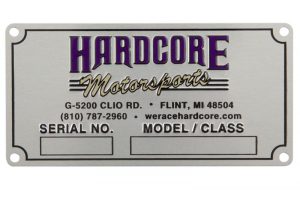 HARDCORE
Motorsports
G-5200 CLIO RD. • FLINT, MI 48504
(810) 787-2960 • weracehardcore.com
SERIAL NO. MODEL / CLASS